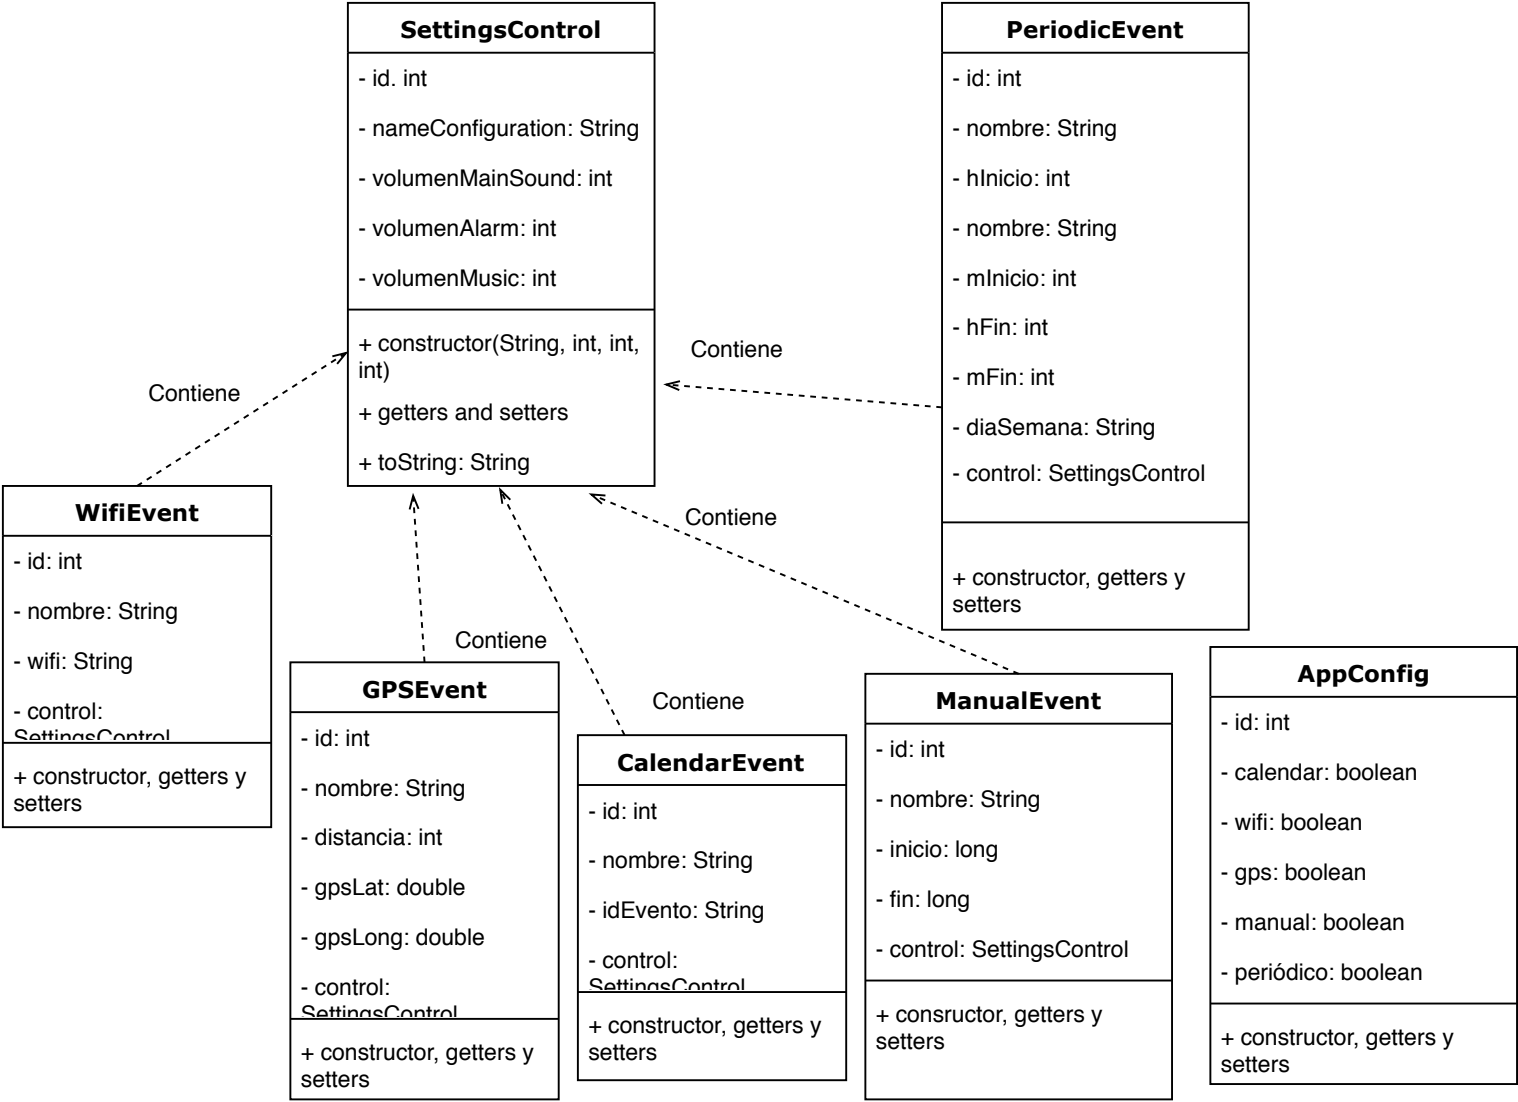 SettingsControl
- id. int
- nameConfiguration: String
- volumenMainSound: int
- volumenAlarm: int
- volumenMusic: int
+ constructor(String, int, int,
int)
+ getters and setters
+ toString: String
PeriodicEvent
- id: int
- nombre: String
- hInicio: int
- nombre: String
- mInicio: int
- hFin: int
- mFin: int
- diaSemana: String
- control: SettingsControl
+ constructor, getters y
setters
Contiene
Contiene
Contiene
Contiene
Contiene
WifiEvent
- id: int
- nombre: String
- wifi: String
- control:
SettingsControl
+ constructor, getters y
setters
GPSEvent
- id: int
- nombre: String
- distancia: int
- gpsLat: double
- gpsLong: double
- control:
SettingsControl
+ constructor, getters y
setters
CalendarEvent
- id: int
- nombre: String
- idEvento: String
- control:
SettingsControl
+ constructor, getters y
setters
ManualEvent
- id: int
- nombre: String
- inicio: long
- fin: long
- control: SettingsControl
+ consructor, getters y
setters
AppConfig
- id: int
- calendar: boolean
- wifi: boolean
- gps: boolean
- manual: boolean
- periódico: boolean
+ constructor, getters y
setters